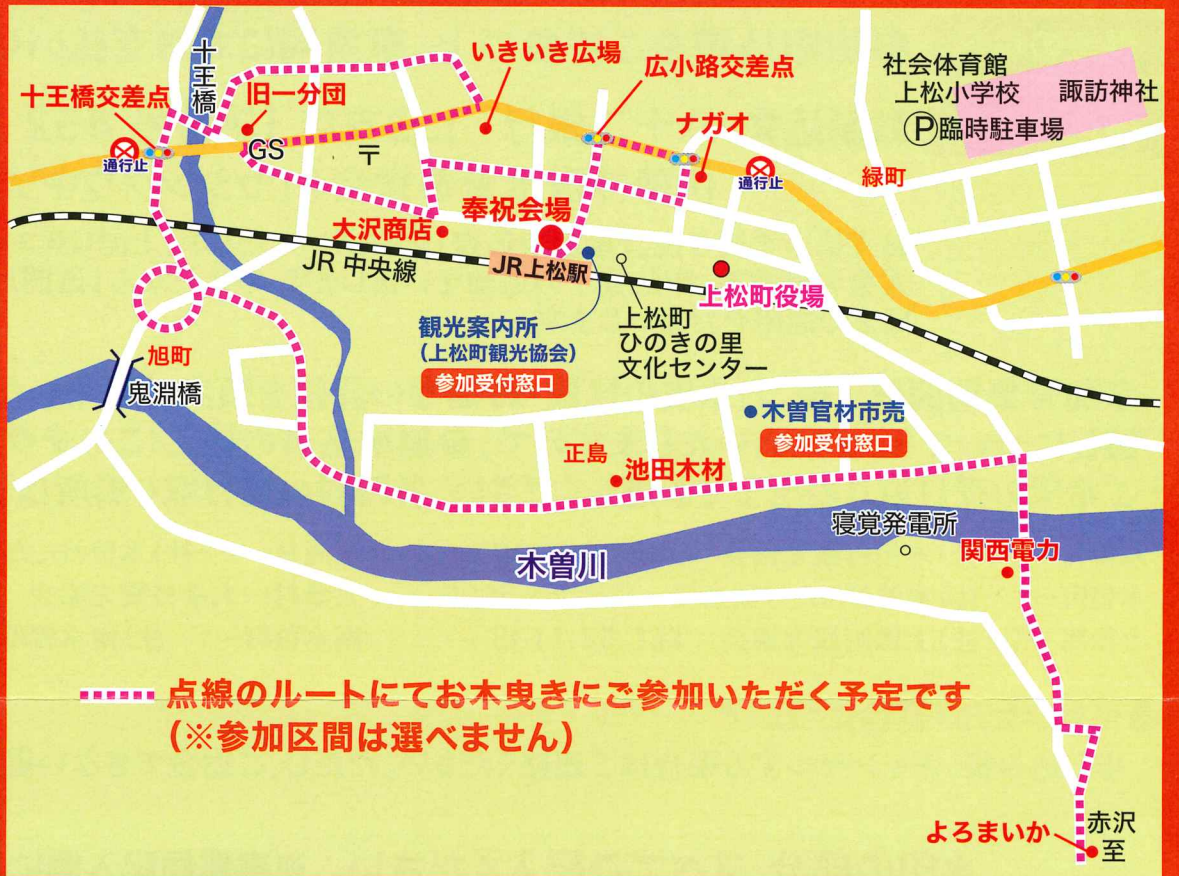 十王橋
十王橋交差点
旧一分団
いきいき広場
広小路交差点
社会体育館
上松小学校
諏訪神社
Ⓟ臨時駐車場
ナガオ
通行止
GS
〒
通行止
緑町
大沢商店
奉祝会場
JR 中央線
JR上松駅
上松町役場
観光案内所
(上松町観光協会)
参加受付窓口
上松町
ひのきの里
文化センター
旭町
鬼淵橋
木曽官材市売
参加受付窓口
正島
池田木材
寝覚発電所
木曽川
関西電力
点線のルートにてお木曳きにご参加いただく予定です
(※参加区間は選べません)
よろまいか
赤沢
至